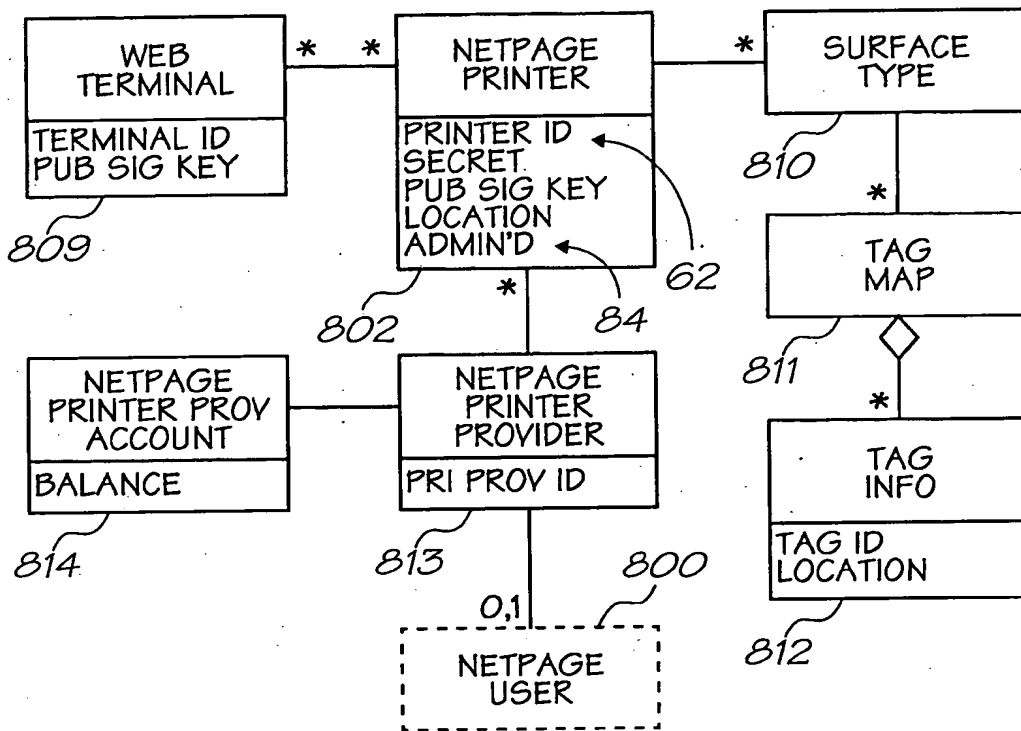 WEB
TERMINAL
TERMINAL ID
PUB SIG KEY
809
* *
NETPAGE
PRINTER
PRINTER ID
SECRET
PUB SIG KEY
LOCATION
ADMIN'D
802
62
84
*
SURFACE
TYPE
810
*
TAG
MAP
811
*
TAG
INFO
TAG ID
LOCATION
812
*
NETPAGE
PRINTER PROV
ACCOUNT
BALANCE
814
NETPAGE
PRINTER
PROVIDER
PRI PROV ID
813
800
0,1
NETPAGE
USER